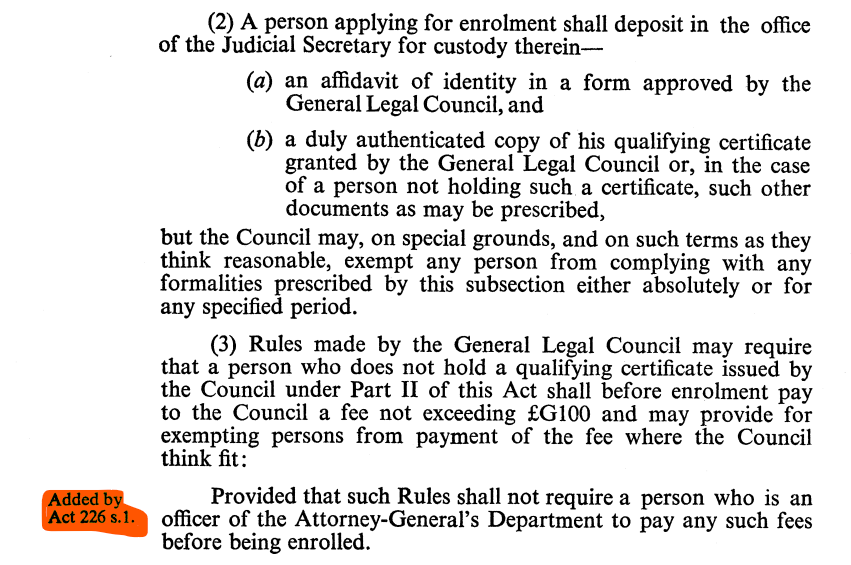 (2) A person applying for enrolment shall deposit in the office
of the Judicial Secretary for custody therein—
(a) an affidavit of identity in a form approved by the
General Legal Council, and
(b) a duly authenticated copy of his qualifying certificate
granted by the General Legal Council or, in the case
of a person not holding such a certificate, such other
documents as may be prescribed,
but the Council may, on special grounds, and on such terms as they
think reasonable, exempt any person from complying with any
formalities prescribed by this subsection either absolutely or for
any specified period.
(3) Rules made by the General Legal Council may require
that a person who does not hold a qualifying certificate issued by
the Council under Part II of this Act shall before enrolment pay
to the Council a fee not exceeding £G100 and may provide for
exempting persons from payment of the fee where the Council
think fit:
Added by
Act 226 s.1.
Provided that such Rules shall not require a person who is an
officer of the Attorney-General's Department to pay any such fees
before being enrolled.